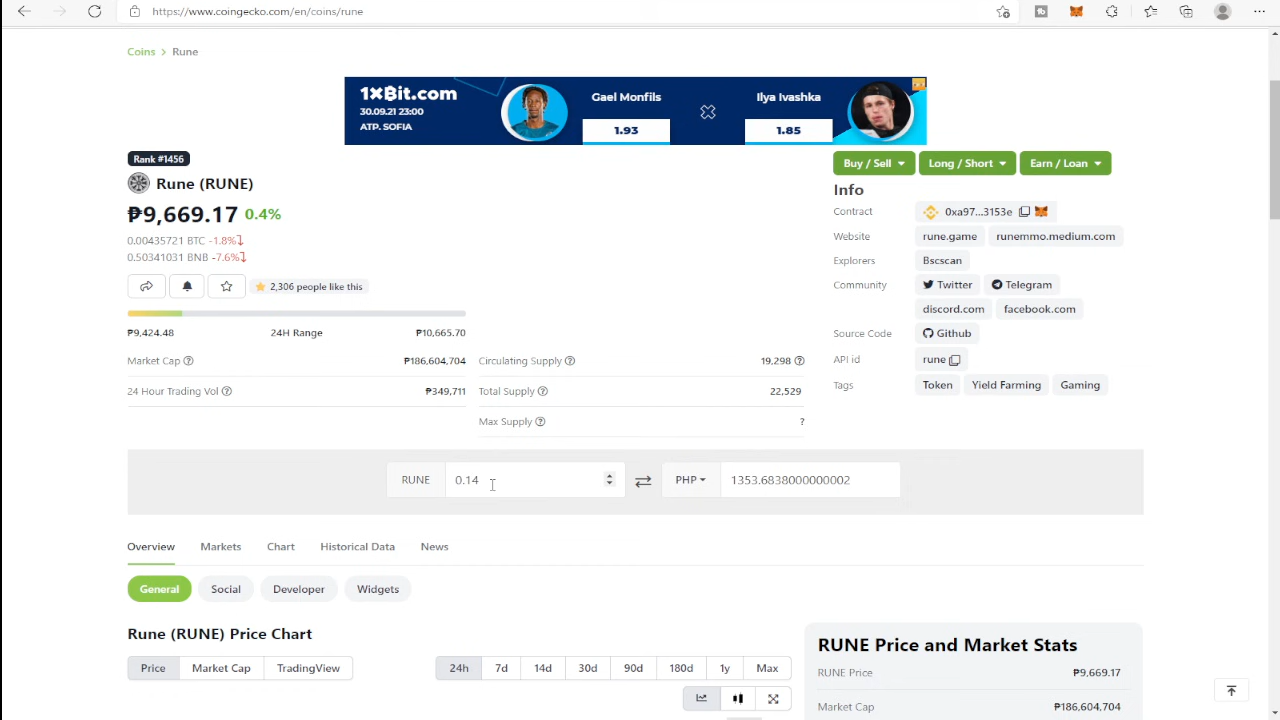 https://www.coingecko.com/en/coins/rune
Coins > Rune
1XBit.com
30.09.21 23:00
ATP. SOFIA
Gael Monfils
1.93
Ilya Ivashka
1.85
Rank #1456
Rune (RUNE)
₱9,669.17 0.4%
0.00435721 BTC -1.8%
0.50341031 BNB -7.6%
2,306 people like this
₱9,424.48 24H Range ₱10,665.70
Market Cap ₱186,604,704
24 Hour Trading Vol ₱349,711
Circulating Supply 19,298
Total Supply 22,529
Max Supply ?
Buy / Sell Long / Short Earn / Loan
Info
Contract 0xa97...3153e
Website rune.game runemmo.medium.com
Explorers Bscscan
Community Twitter Telegram
discord.com facebook.com
Source Code Github
API id rune
Tags Token Yield Farming Gaming
RUNE 0.14 PHP 1353.6838000000002
Overview Markets Chart Historical Data News
General Social Developer Widgets
Rune (RUNE) Price Chart
Price Market Cap TradingView
24h 7d 14d 30d 90d 180d 1y Max
RUNE Price and Market Stats
RUNE Price ₱9,669.17
Market Cap ₱186,604,704